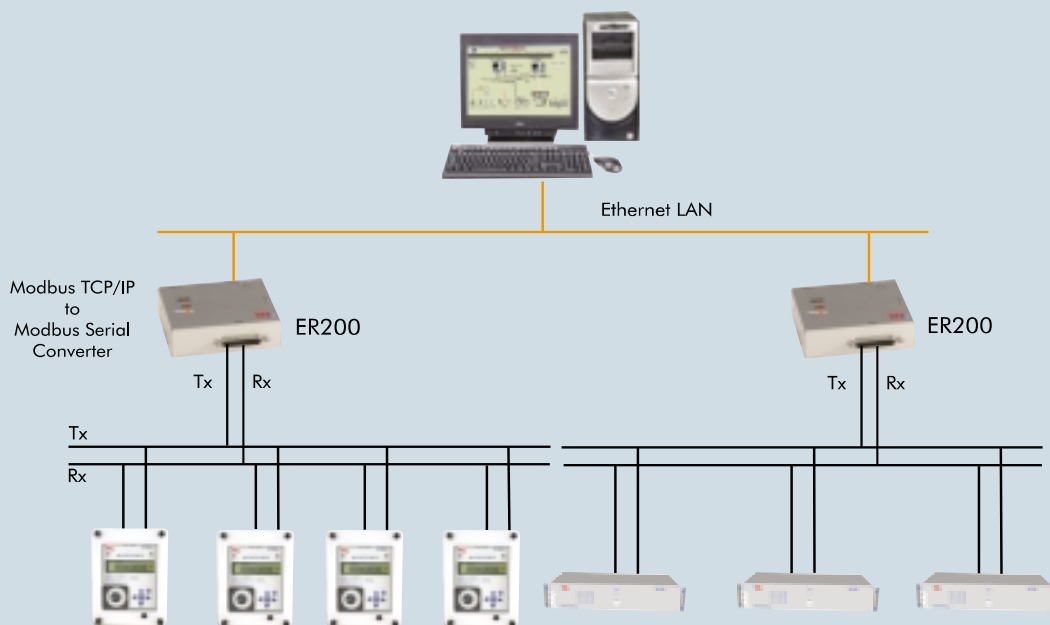 Ethernet LAN
Modbus TCP/IP
to
Modbus Serial
Converter
ER200
ER200
Tx Rx
Tx Rx
Tx
Rx